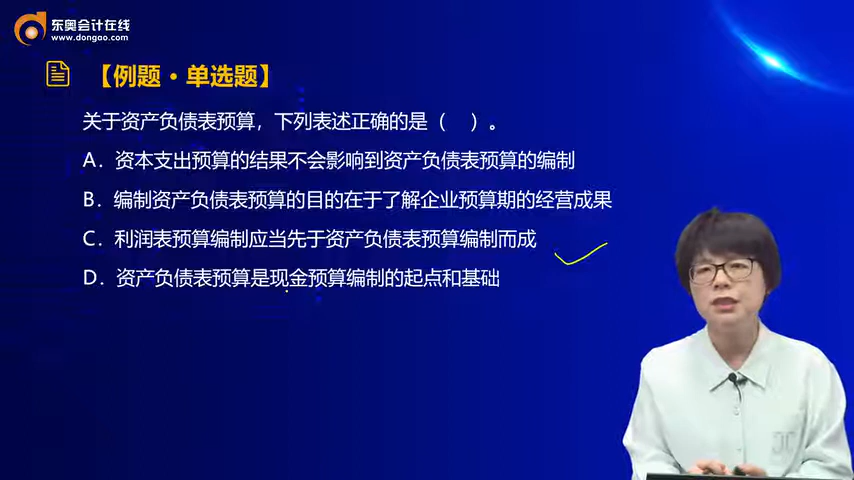 东奥会计在线
www.dongao.com
【例题·单选题】
关于资产负债表预算，下列表述正确的是（ ）。
A．资本支出预算的结果不会影响到资产负债表预算的编制
B．编制资产负债表预算的目的在于了解企业预算期的经营成果
C．利润表预算编制应当先于资产负债表预算编制而成
D．资产负债表预算是现金预算编制的起点和基础